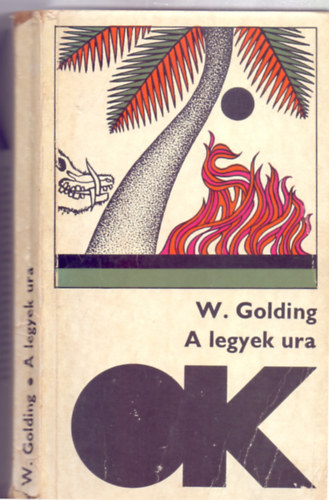 W. Golding
A legyek ura
OK
W. Golding • A legyek ura